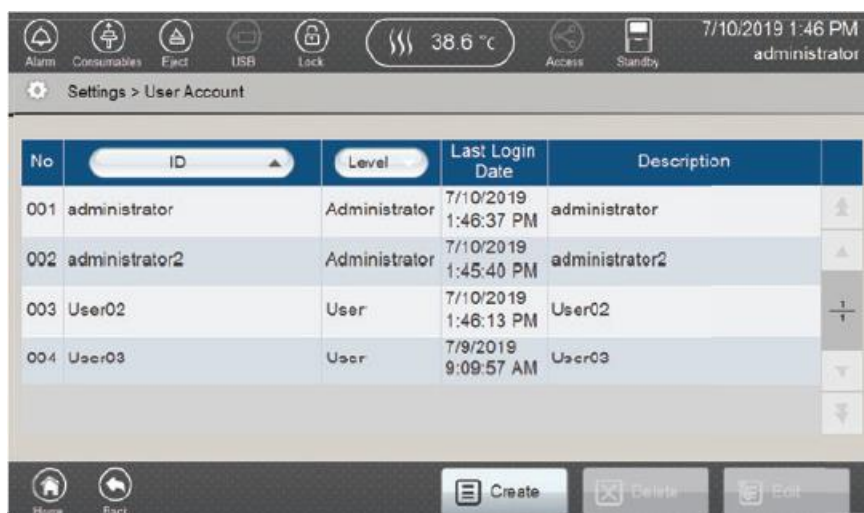 7/10/2019 1:46 PM
38.6 °c
administrator
Alarm Consumables Eject USB Lock Access Standby
Settings > User Account
No ID Level Last Login Date Description
001 administrator Administrator 7/10/2019 1:46:37 PM administrator
002 administrator2 Administrator 7/10/2019 1:45:40 PM administrator2
003 User02 User 7/10/2019 1:46:13 PM User02
004 User03 User 7/9/2019 9:09:57 AM User03
1
1
Create Delete Edit
Home Back